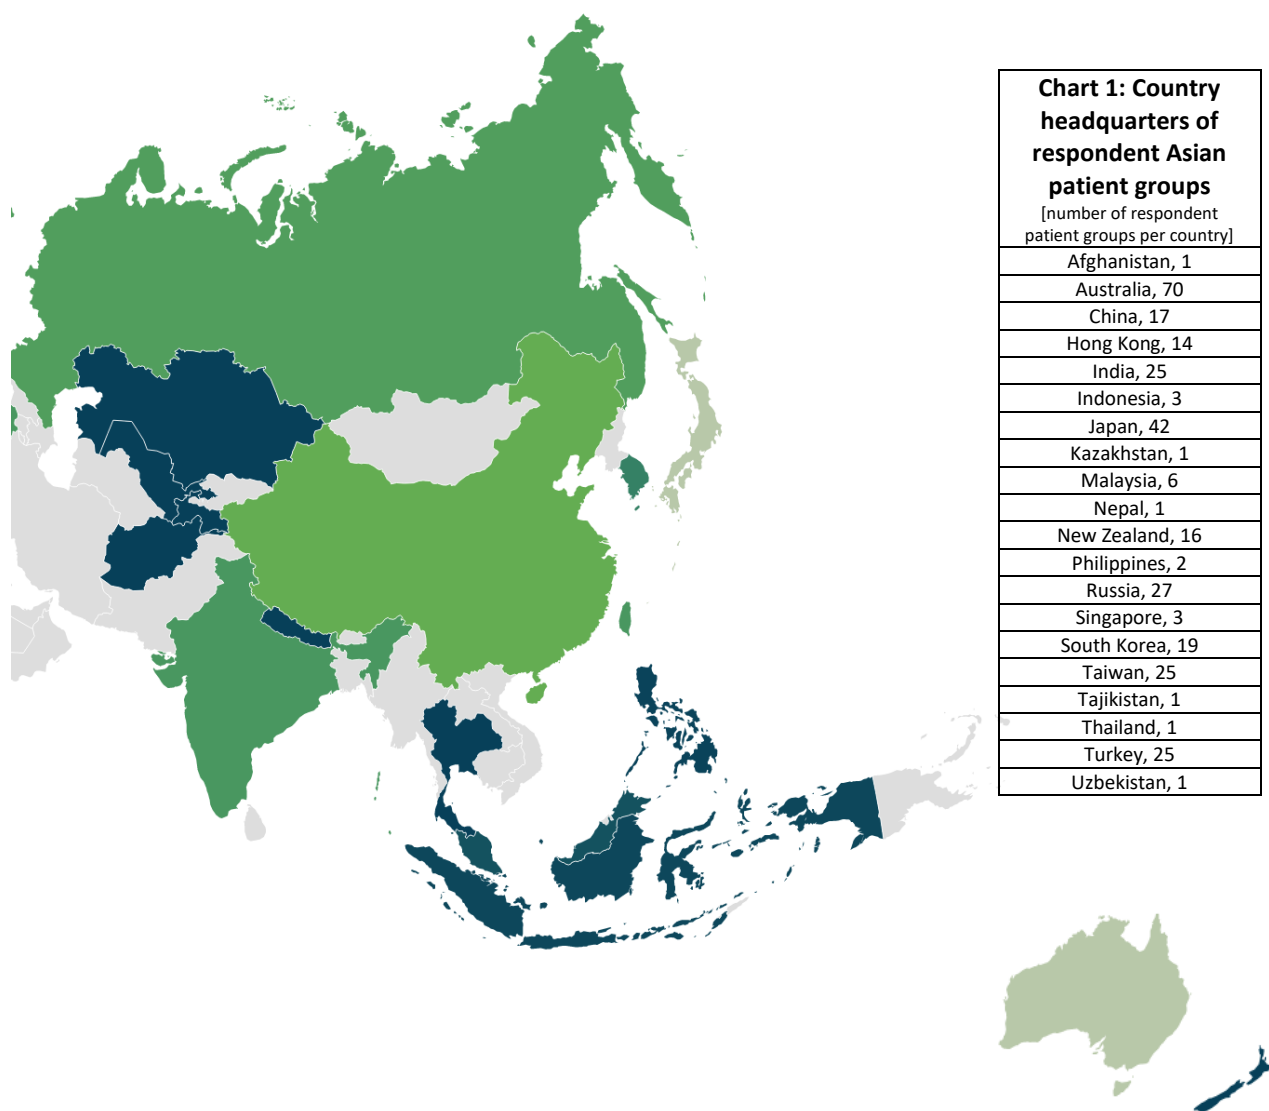 Chart 1: Country
headquarters of
respondent Asian
patient groups
[number of respondent
patient groups per country]
Afghanistan, 1
Australia, 70
China, 17
Hong Kong, 14
India, 25
Indonesia, 3
Japan, 42
Kazakhstan, 1
Malaysia, 6
Nepal, 1
New Zealand, 16
Philippines, 2
Russia, 27
Singapore, 3
South Korea, 19
Taiwan, 25
Tajikistan, 1
Thailand, 1
Turkey, 25
Uzbekistan, 1